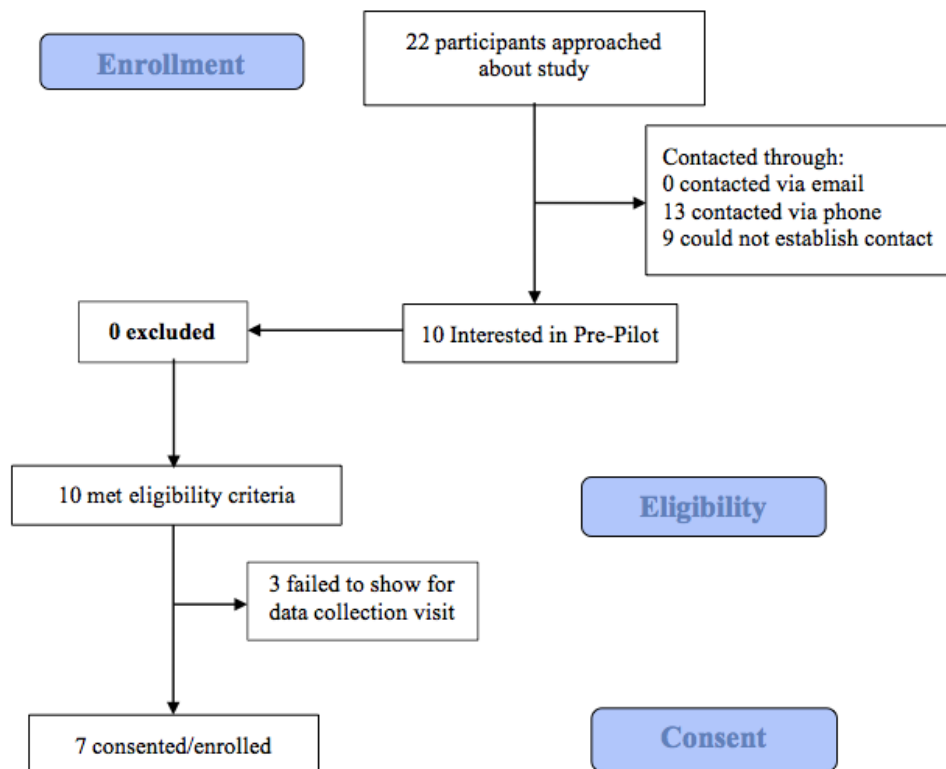 Enrollment
22 participants approached
about study
Contacted through:
0 contacted via email
13 contacted via phone
9 could not establish contact
0 excluded
10 Interested in Pre-Pilot
10 met eligibility criteria
Eligibility
3 failed to show for
data collection visit
7 consented/enrolled
Consent